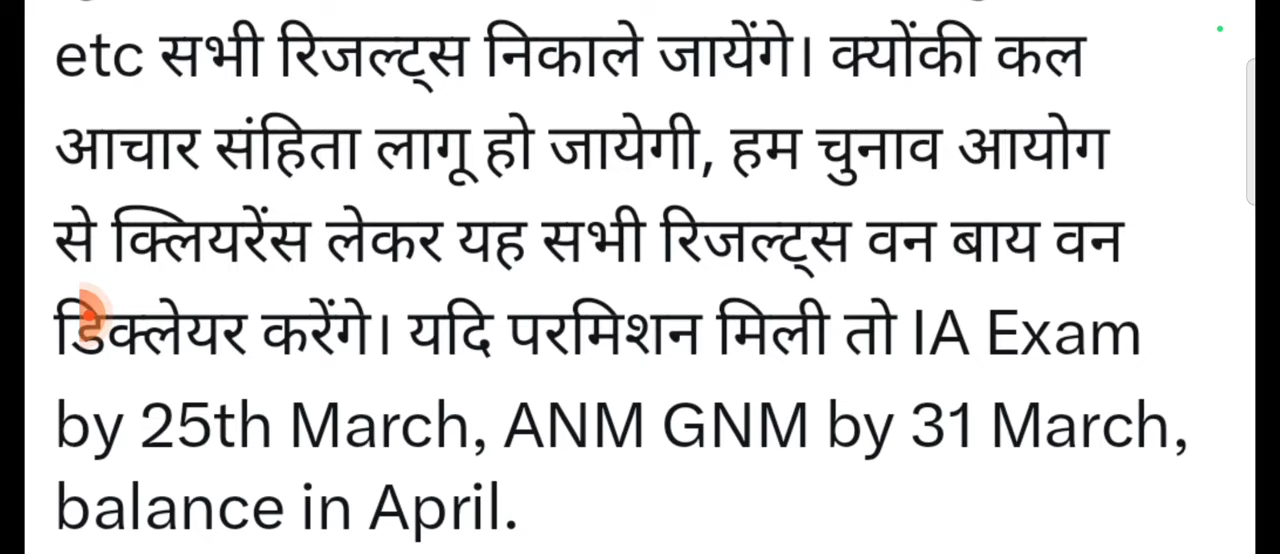 etc सभी रिजल्ट्स निकाले जायेंगे। क्योंकी कल
आचार संहिता लागू हो जायेगी, हम चुनाव आयोग
से क्लियरेंस लेकर यह सभी रिजल्ट्स वन बाय वन
डिक्लेयर करेंगे। यदि परमिशन मिली तो IA Exam
by 25th March, ANM GNM by 31 March,
balance in April.